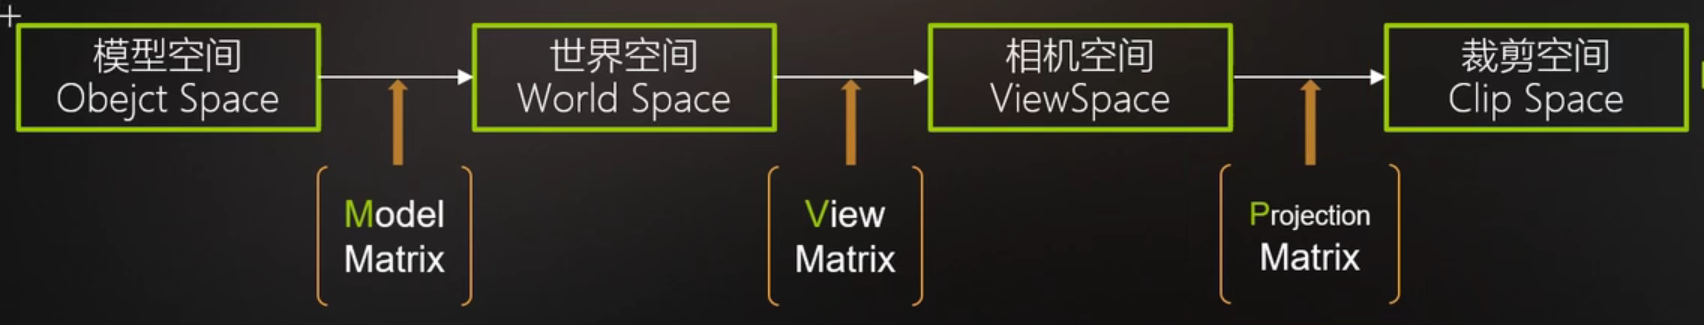 模型空间
Obejct Space
世界空间
World Space
相机空间
ViewSpace
裁剪空间
Clip Space
Model
Matrix
View
Matrix
Projection
Matrix